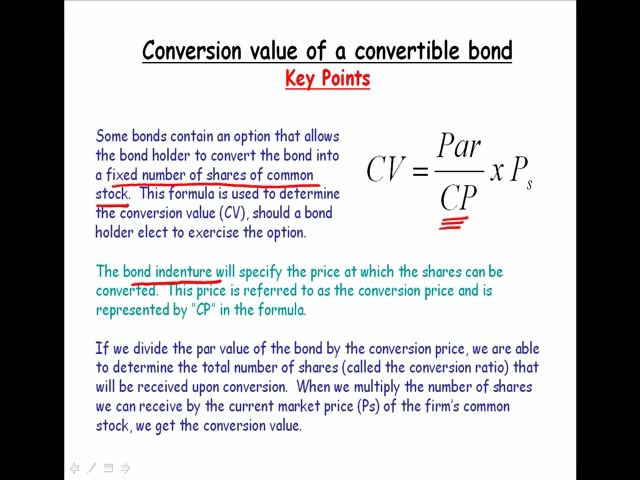 Conversion value of a convertible bond
Key Points
Some bonds contain an option that allows
the bond holder to convert the bond into
a fixed number of shares of common
stock. This formula is used to determine
the conversion value (CV), should a bond
holder elect to exercise the option.
CV = Par / CP x Ps
The bond indenture will specify the price at which the shares can be
converted. This price is referred to as the conversion price and is
represented by "CP" in the formula.
If we divide the par value of the bond by the conversion price, we are able
to determine the total number of shares (called the conversion ratio) that
will be received upon conversion. When we multiply the number of shares
we can receive by the current market price (Ps) of the firm's common
stock, we get the conversion value.